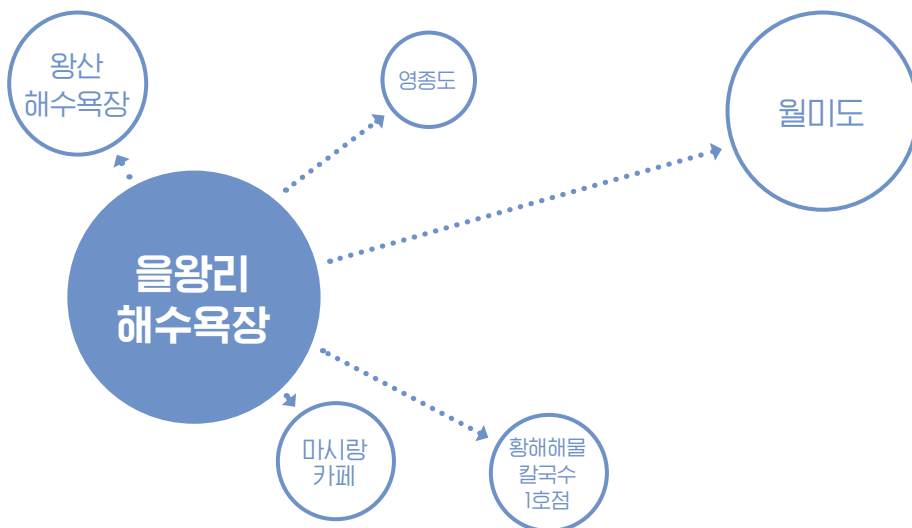 왕산
해수욕장
영종도
월미도
을왕리
해수욕장
마시랑
카페
황해해물
칼국수
1호점